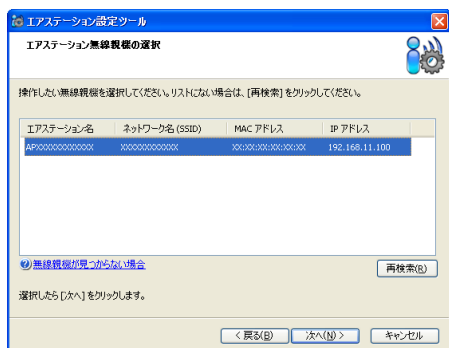 エアステーション設定ツール
エアステーション無線親機の選択
操作したい無線親機を選択してください。リストにない場合は、[再検索]をクリックしてください。
エアステーション名 ネットワーク名(SSID) MACアドレス IPアドレス
APXXXXXXXXXXXX XXXXXXXXXXXX XX:XX:XX:XX:XX:XX 192.168.11.100
無線親機が見つからない場合
再検索(R)
選択したら[次へ]をクリックします。
< 戻る(B) 次へ(N) > キャンセル